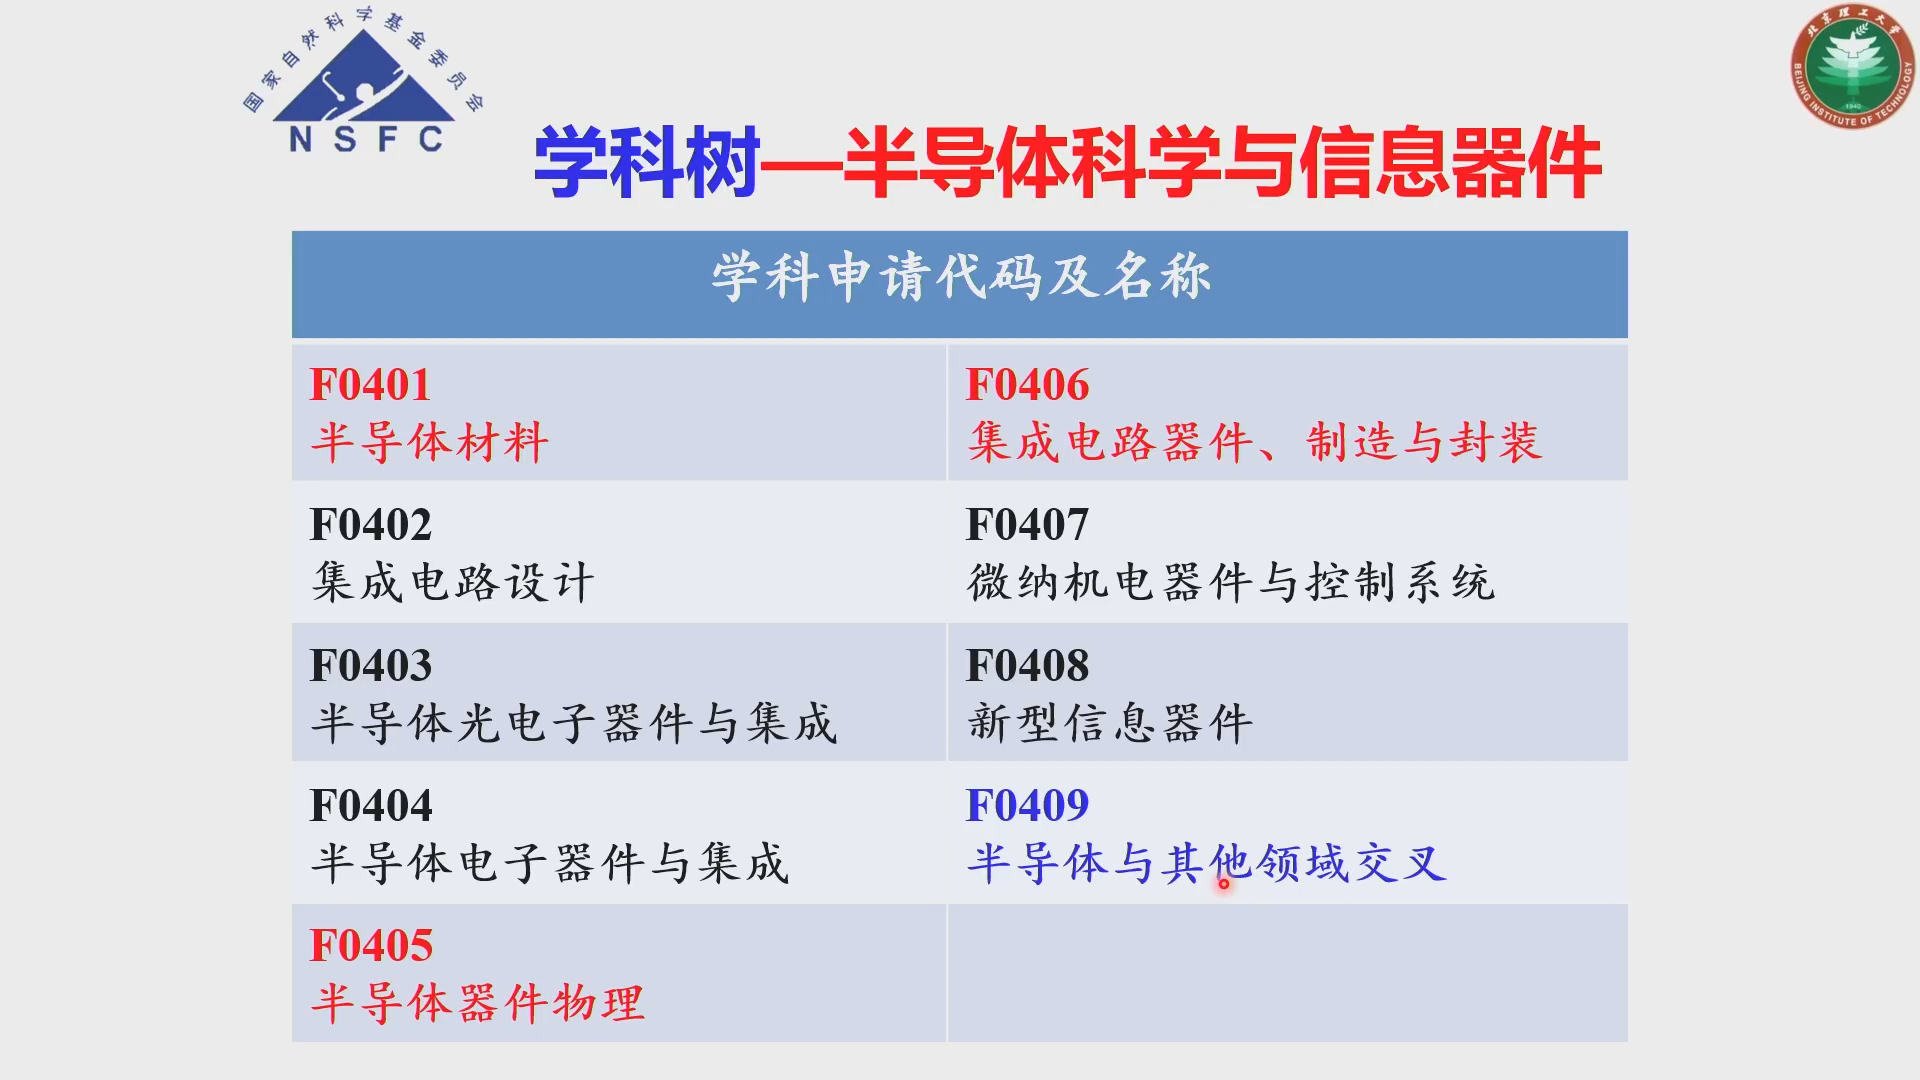 国家自然科学基金委员会
NSFC
北京理工大学
BEIJING INSTITUTE OF TECHNOLOGY
1940
学科树—半导体科学与信息器件
学科申请代码及名称
F0401
半导体材料
F0406
集成电路器件、制造与封装
F0402
集成电路设计
F0407
微纳机电器件与控制系统
F0403
半导体光电子器件与集成
F0408
新型信息器件
F0404
半导体电子器件与集成
F0409
半导体与其他领域交叉
F0405
半导体器件物理